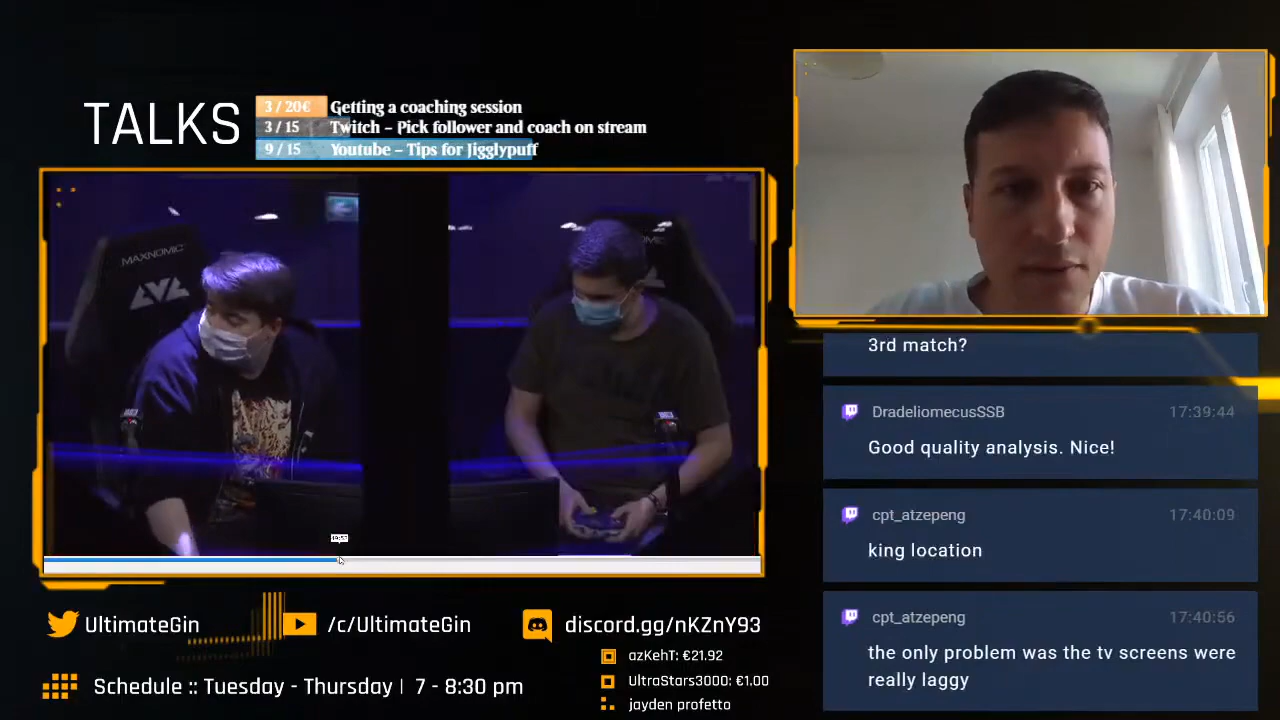 TALKS
3 / 20€ Getting a coaching session
3 / 15 Twitch – Pick follower and coach on stream
9 / 15 Youtube – Tips for Jigglypuff
MAXNOMIC
3rd match?
DradeliomecusSSB 17:39:44
Good quality analysis. Nice!
cpt_atzepeng 17:40:09
king location
cpt_atzepeng 17:40:56
the only problem was the tv screens were
really laggy
UltimateGin /c/UltimateGin discord.gg/nKZnY93
azKehT: €21.92
UltraStars3000: €1.00
jayden profetto
Schedule :: Tuesday - Thursday | 7 - 8:30 pm